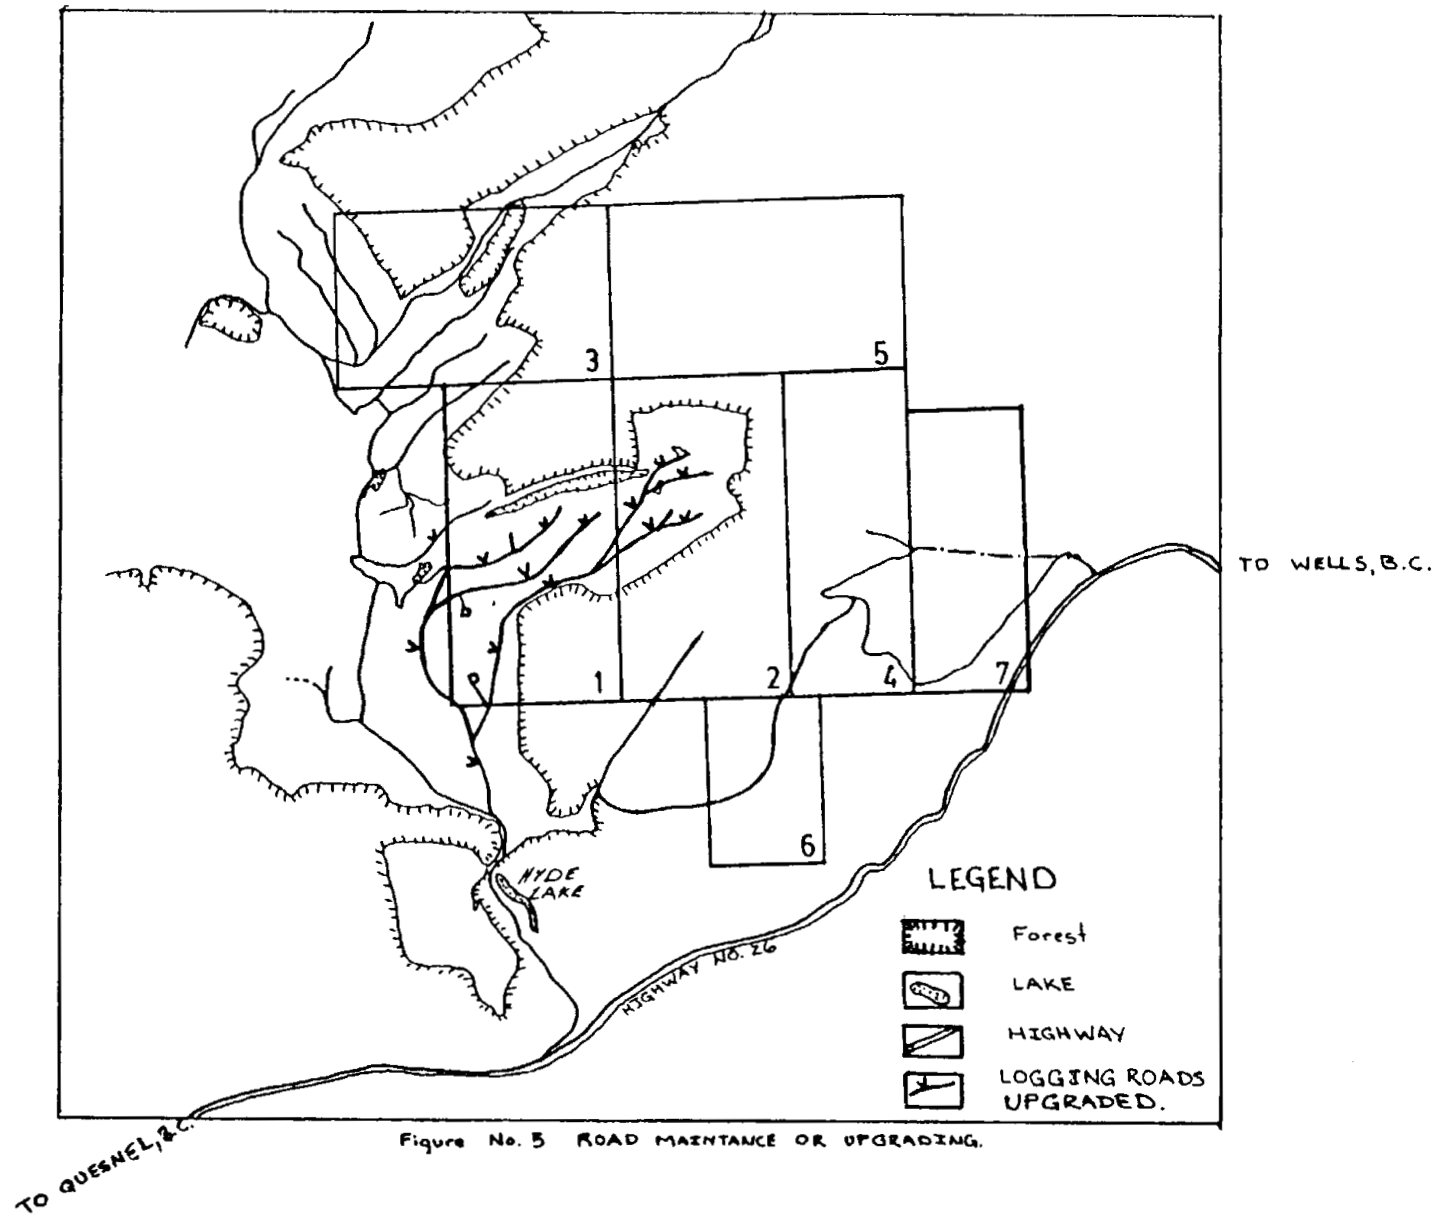 3
5
TO WELLS, B.C.
1
2
4
7
6
HYDE
LAKE
HIGHWAY NO. 26
LEGEND
Forest
LAKE
HIGHWAY
LOGGING ROADS
UPGRADED.
Figure No. 5 ROAD MAINTANCE OR UPGRADING.
TO QUESNEL, B.C.